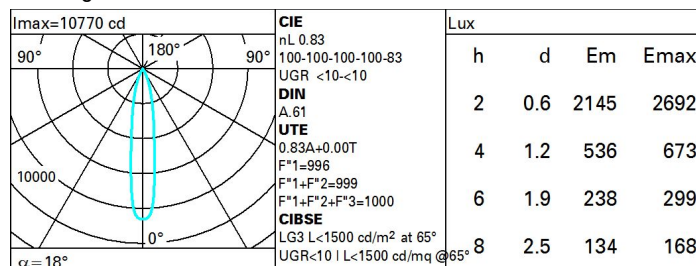 Imax=10770 cd
90° 180° 90°
10000
0°
α=18°
CIE
nL 0.83
100-100-100-100-83
UGR <10-<10
DIN
A.61
UTE
0.83A+0.00T
F"1=996
F"1+F"2=999
F"1+F"2+F"3=1000
CIBSE
LG3 L<1500 cd/m² at 65°
UGR<10 | L<1500 cd/mq @65°
Lux
h d Em Emax
2 0.6 2145 2692
4 1.2 536 673
6 1.9 238 299
8 2.5 134 168